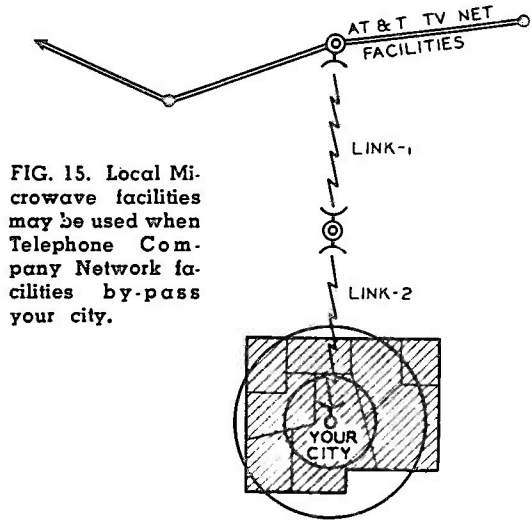 AT & T TV NET
FACILITIES
LINK-1
FIG. 15. Local Mi-
crowave facilities
may be used when
Telephone Com-
pany Network fa-
cilities by-pass
your city.
LINK-2
YOUR
CITY